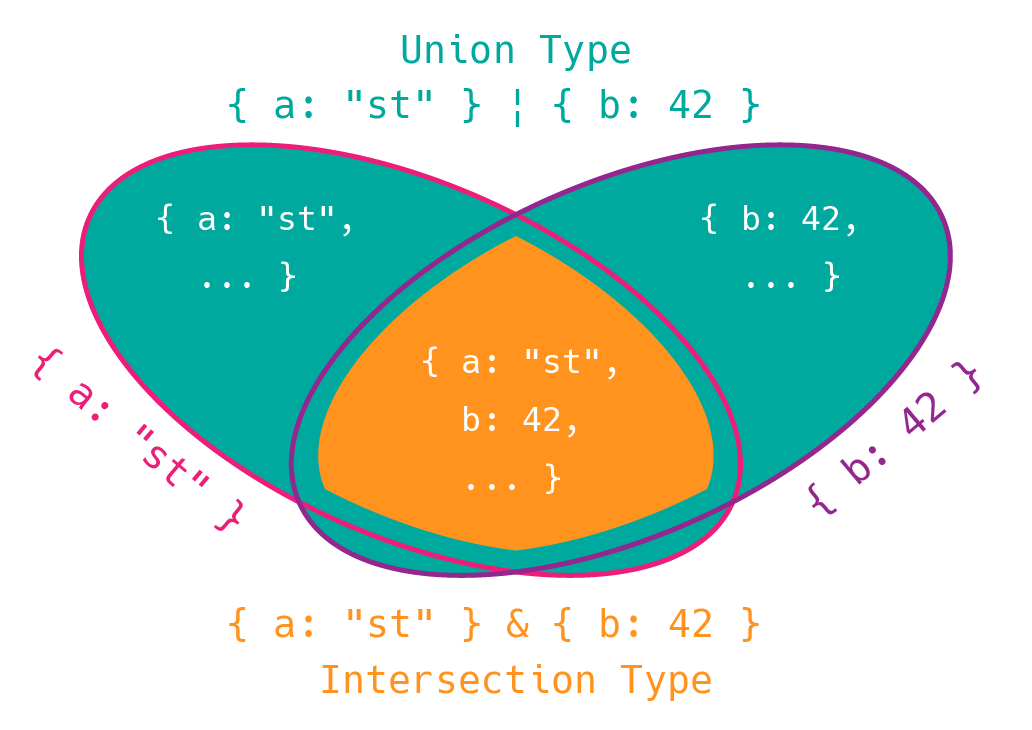 Union Type
{ a: "st" } ¦ { b: 42 }
{ a: "st",
... }
{ b: 42,
... }
{ a: "st",
b: 42,
... }
{ a: "st" }
{ b: 42 }
{ a: "st" } & { b: 42 }
Intersection Type